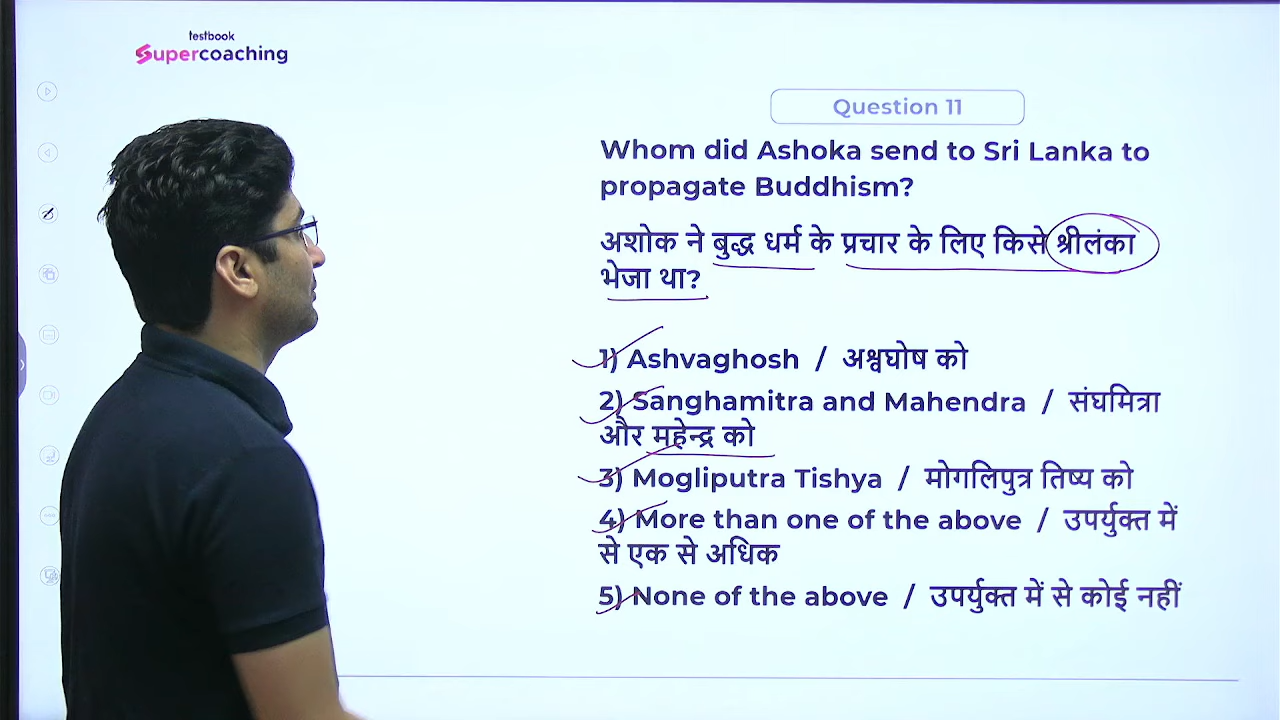 testbook
Supercoaching
Question 11
Whom did Ashoka send to Sri Lanka to
propagate Buddhism?
अशोक ने बुद्ध धर्म के प्रचार के लिए किसे श्रीलंका
भेजा था?
1) Ashvaghosh / अश्वघोष को
2) Sanghamitra and Mahendra / संघमित्रा
और महेन्द्र को
3) Mogliputra Tishya / मोगलिपुत्र तिष्य को
4) More than one of the above / उपर्युक्त में
से एक से अधिक
5) None of the above / उपर्युक्त में से कोई नहीं